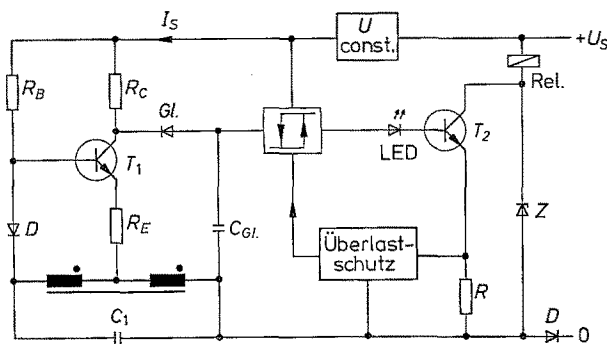 I_S
U
const.
+U_S
R_B
R_C
Gl.
Rel.
T_1
LED
T_2
D
R_E
C_Gl.
Z
Überlast-
schutz
R
C_1
D
0